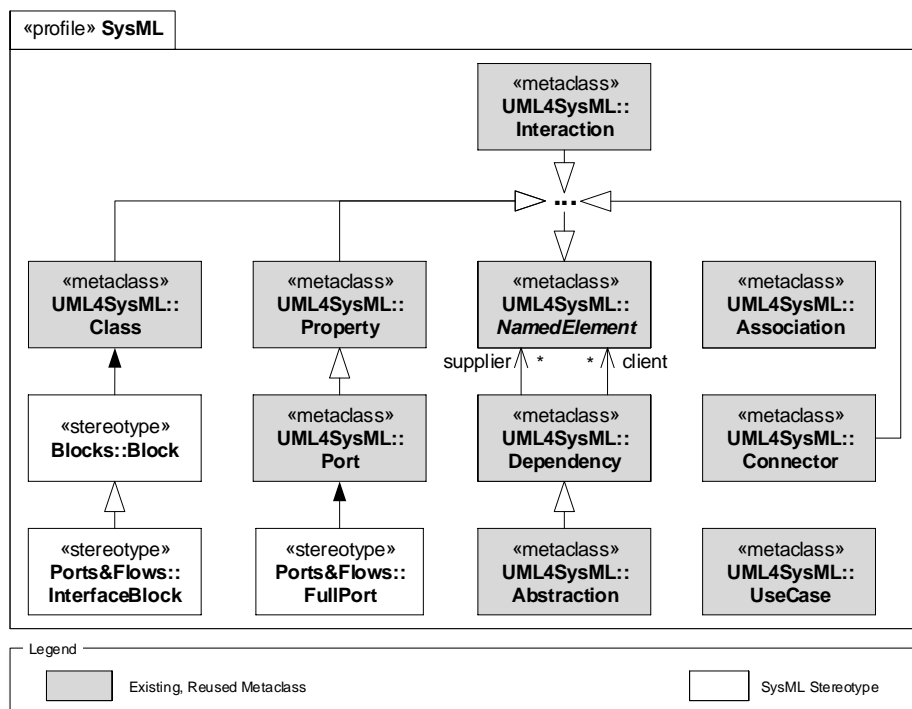 «profile» SysML
«metaclass»
UML4SysML::
Interaction
...
«metaclass»
UML4SysML::
Class
«metaclass»
UML4SysML::
Property
«metaclass»
UML4SysML::
NamedElement
«metaclass»
UML4SysML::
Association
supplier * * client
«stereotype»
Blocks::Block
«metaclass»
UML4SysML::
Port
«metaclass»
UML4SysML::
Dependency
«metaclass»
UML4SysML::
Connector
«stereotype»
Ports&Flows::
InterfaceBlock
«stereotype»
Ports&Flows::
FullPort
«metaclass»
UML4SysML::
Abstraction
«metaclass»
UML4SysML::
UseCase
Legend
Existing, Reused Metaclass
SysML Stereotype